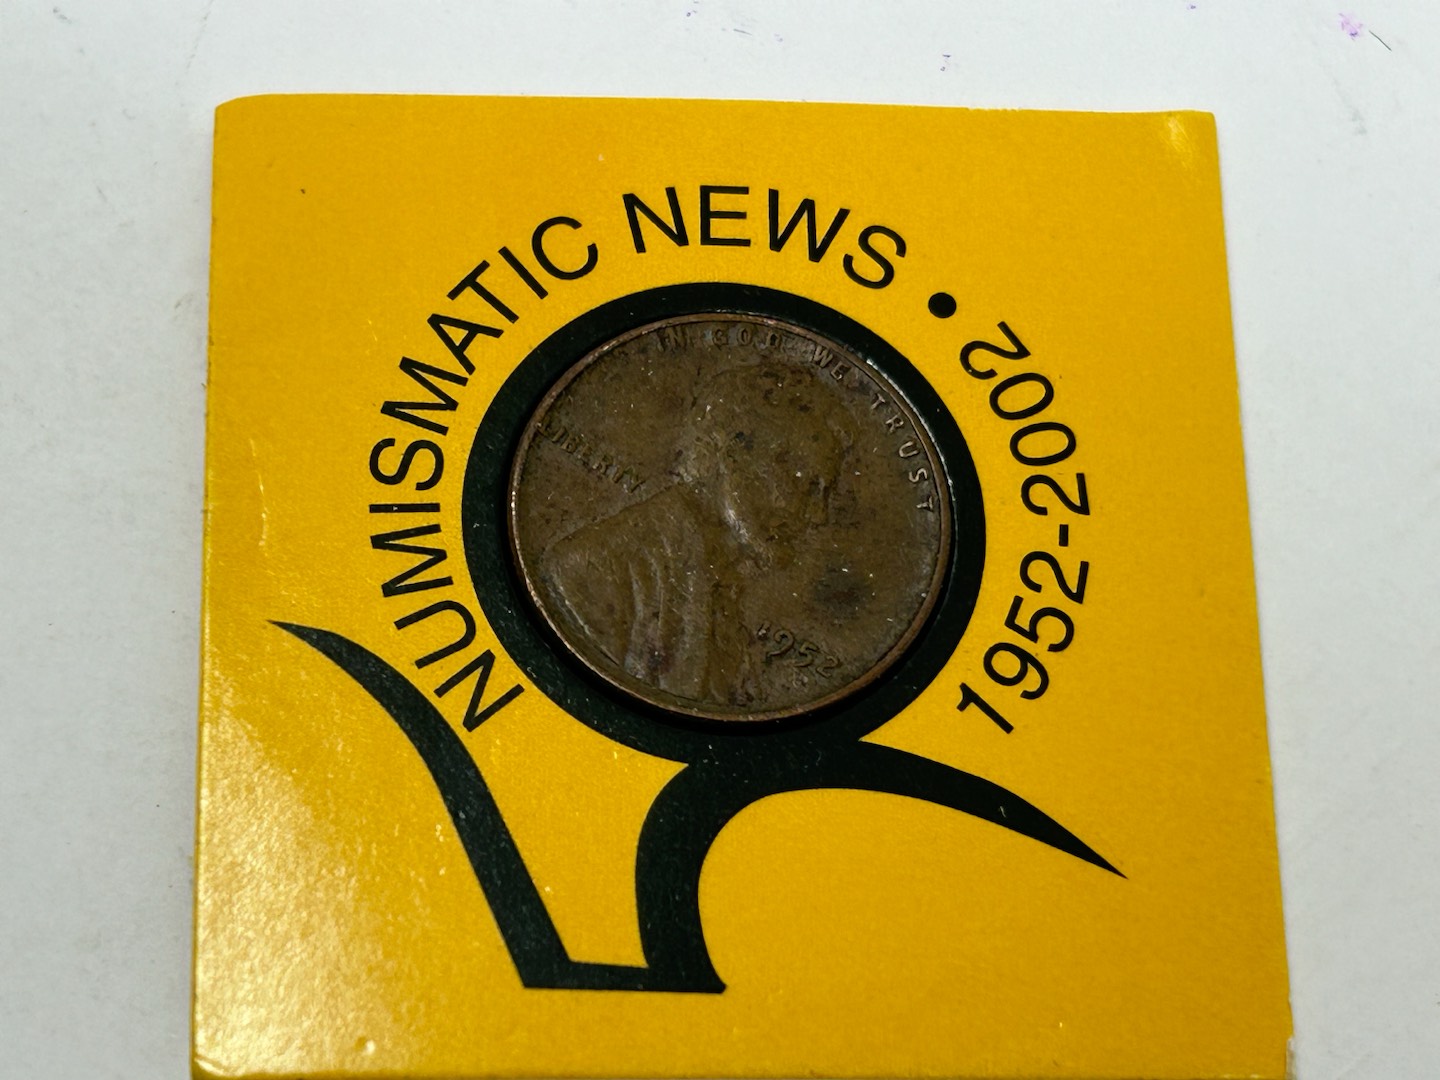 NUMISMATIC NEWS • 1952-2002
IN GOD WE TRUST
LIBERTY
1952